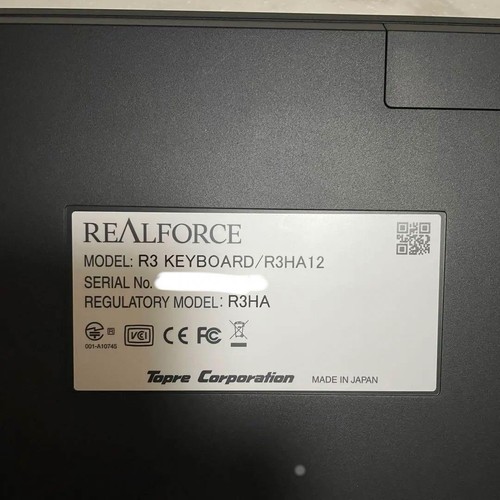 REALFORCE
MODEL: R3 KEYBOARD/R3HA12
SERIAL No.
REGULATORY MODEL: R3HA
VCI CE FC
001-A10745
Topre Corporation MADE IN JAPAN